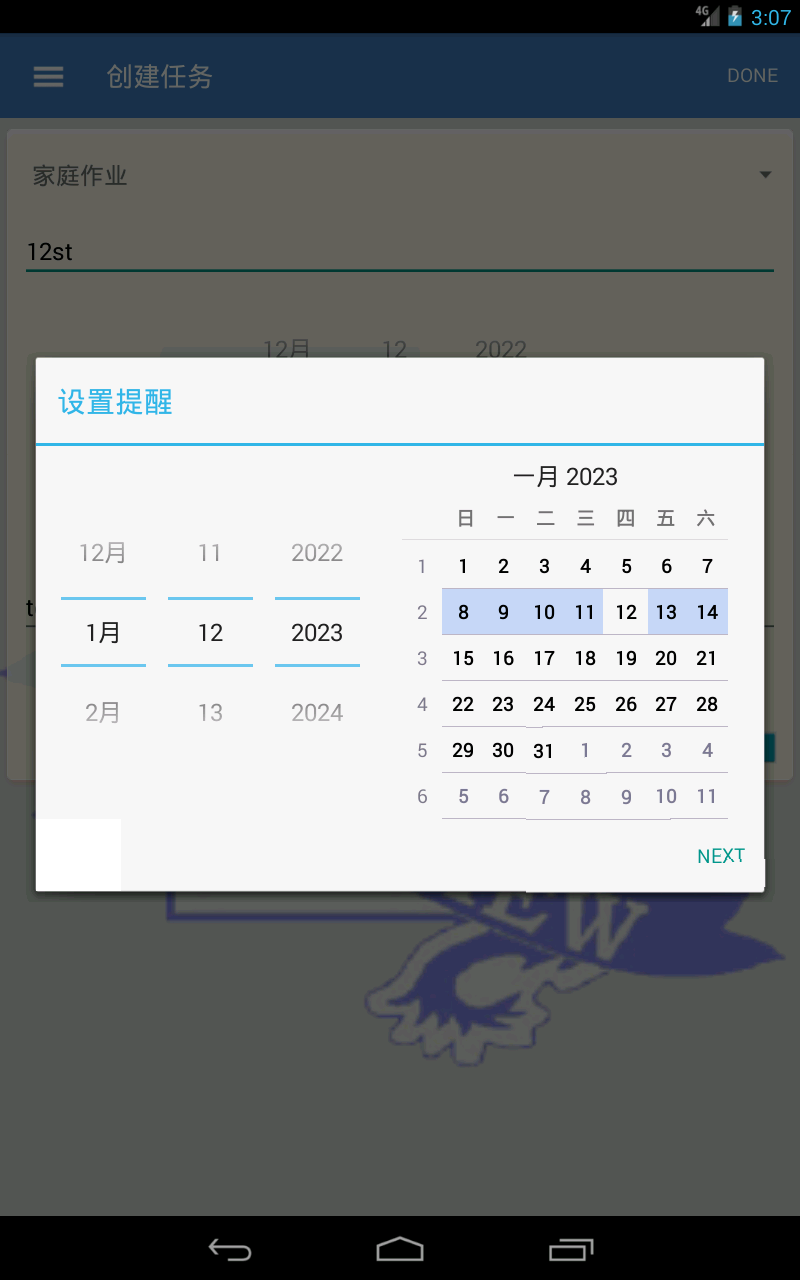 4G 3:07
创建任务 DONE
家庭作业
12st
12月 12 2022
设置提醒
12月 11 2022
1月 12 2023
2月 13 2024
一月 2023
日 一 二 三 四 五 六
1 1 2 3 4 5 6 7
2 8 9 10 11 12 13 14
3 15 16 17 18 19 20 21
4 22 23 24 25 26 27 28
5 29 30 31 1 2 3 4
6 5 6 7 8 9 10 11
NEXT